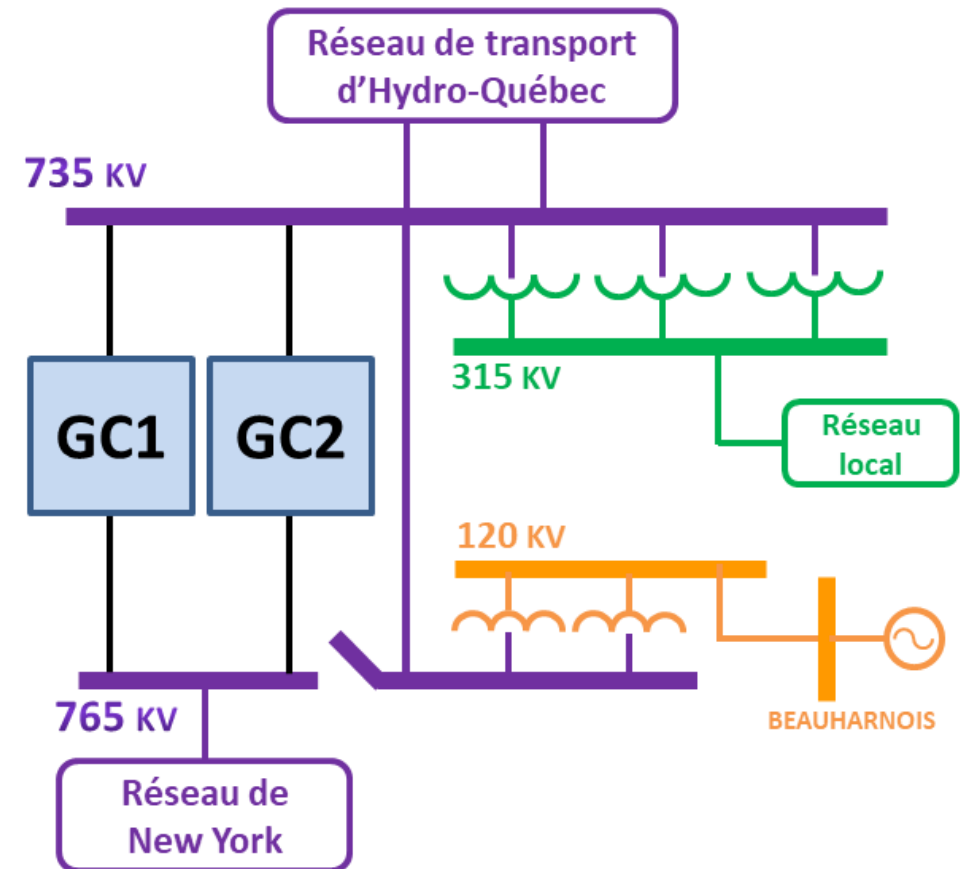 Réseau de transport
d'Hydro-Québec
735 KV
315 KV
GC1
GC2
Réseau
local
120 KV
765 KV
BEAUHARNOIS
Réseau de
New York